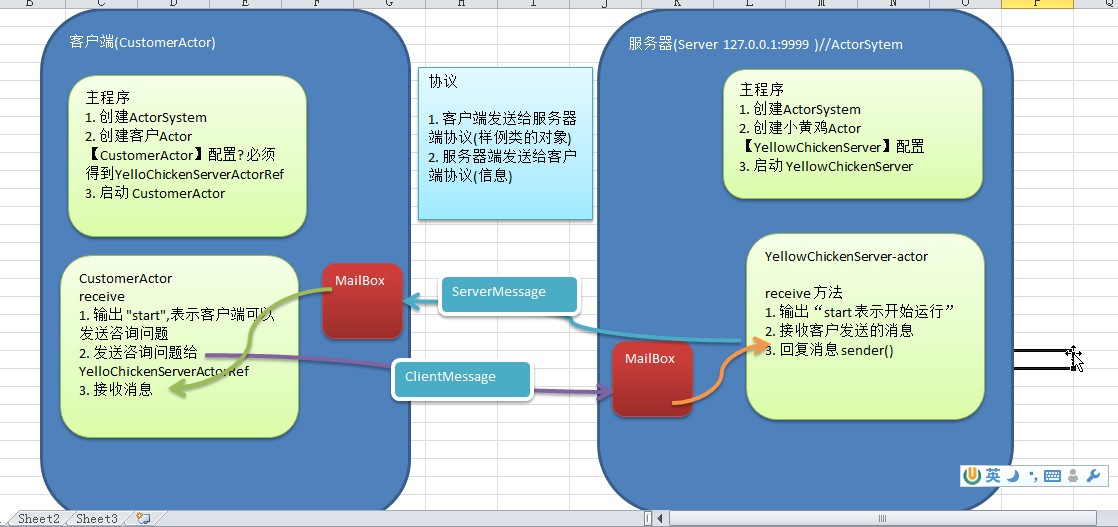 B C D E F G H I J K L M N O P Q
客户端(CustomerActor)
主程序
1. 创建ActorSystem
2. 创建客户Actor
【CustomerActor】配置?必须
得到YelloChickenServerActorRef
3. 启动 CustomerActor
CustomerActor
receive
1. 输出 "start",表示客户端可以
发送咨询问题
2. 发送咨询问题给
YelloChickenServerActorRef
3. 接收消息
MailBox
协议
1. 客户端发送给服务器
端协议(样例类的对象)
2. 服务器端发送给客户
端协议(信息)
ServerMessage
ClientMessage
服务器(Server 127.0.0.1:9999 )//ActorSytem
主程序
1. 创建ActorSystem
2. 创建小黄鸡Actor
【YellowChickenServer】配置
3. 启动 YellowChickenServer
MailBox
YellowChickenServer-actor
receive 方法
1. 输出“start 表示开始运行”
2. 接收客户发送的消息
3. 回复消息 sender()
英
Sheet2 Sheet3